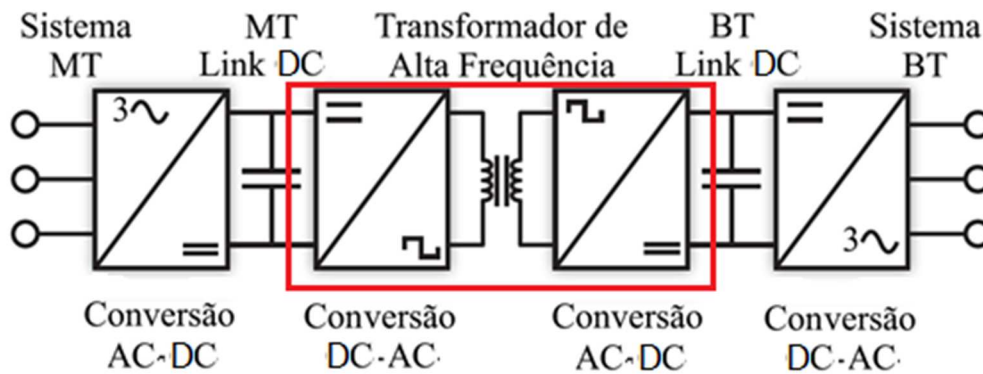 Sistema
MT
MT
Link DC
Transformador de
Alta Frequência
BT
Link DC
Sistema
BT
3
3
Conversão
AC-DC
Conversão
DC-AC
Conversão
AC-DC
Conversão
DC-AC